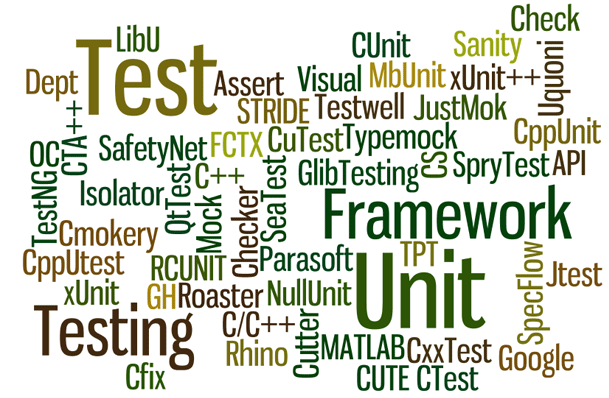 Check
LibU
CUnit
Sanity
Test
Dept
Assert
Visual
MbUnit
xUnit++
Uquoni
STRIDE
Testwell
JustMok
CTA++
CppUnit
OC
SafetyNet
FCTX
CuTest
Typemock
GlibTesting
CS
SpryTest
API
TestNG
Isolator
QtTest
C++
Mock
Checker
SeaTest
Framework
Cmokery
CppUtest
RCUNIT
Parasoft
TPT
Unit
SpecFlow
Jtest
xUnit
GH
Roaster
NullUnit
Testing
C/C++
Cutter
Rhino
MATLAB
CxxTest
Google
Cfix
CUTE
CTest